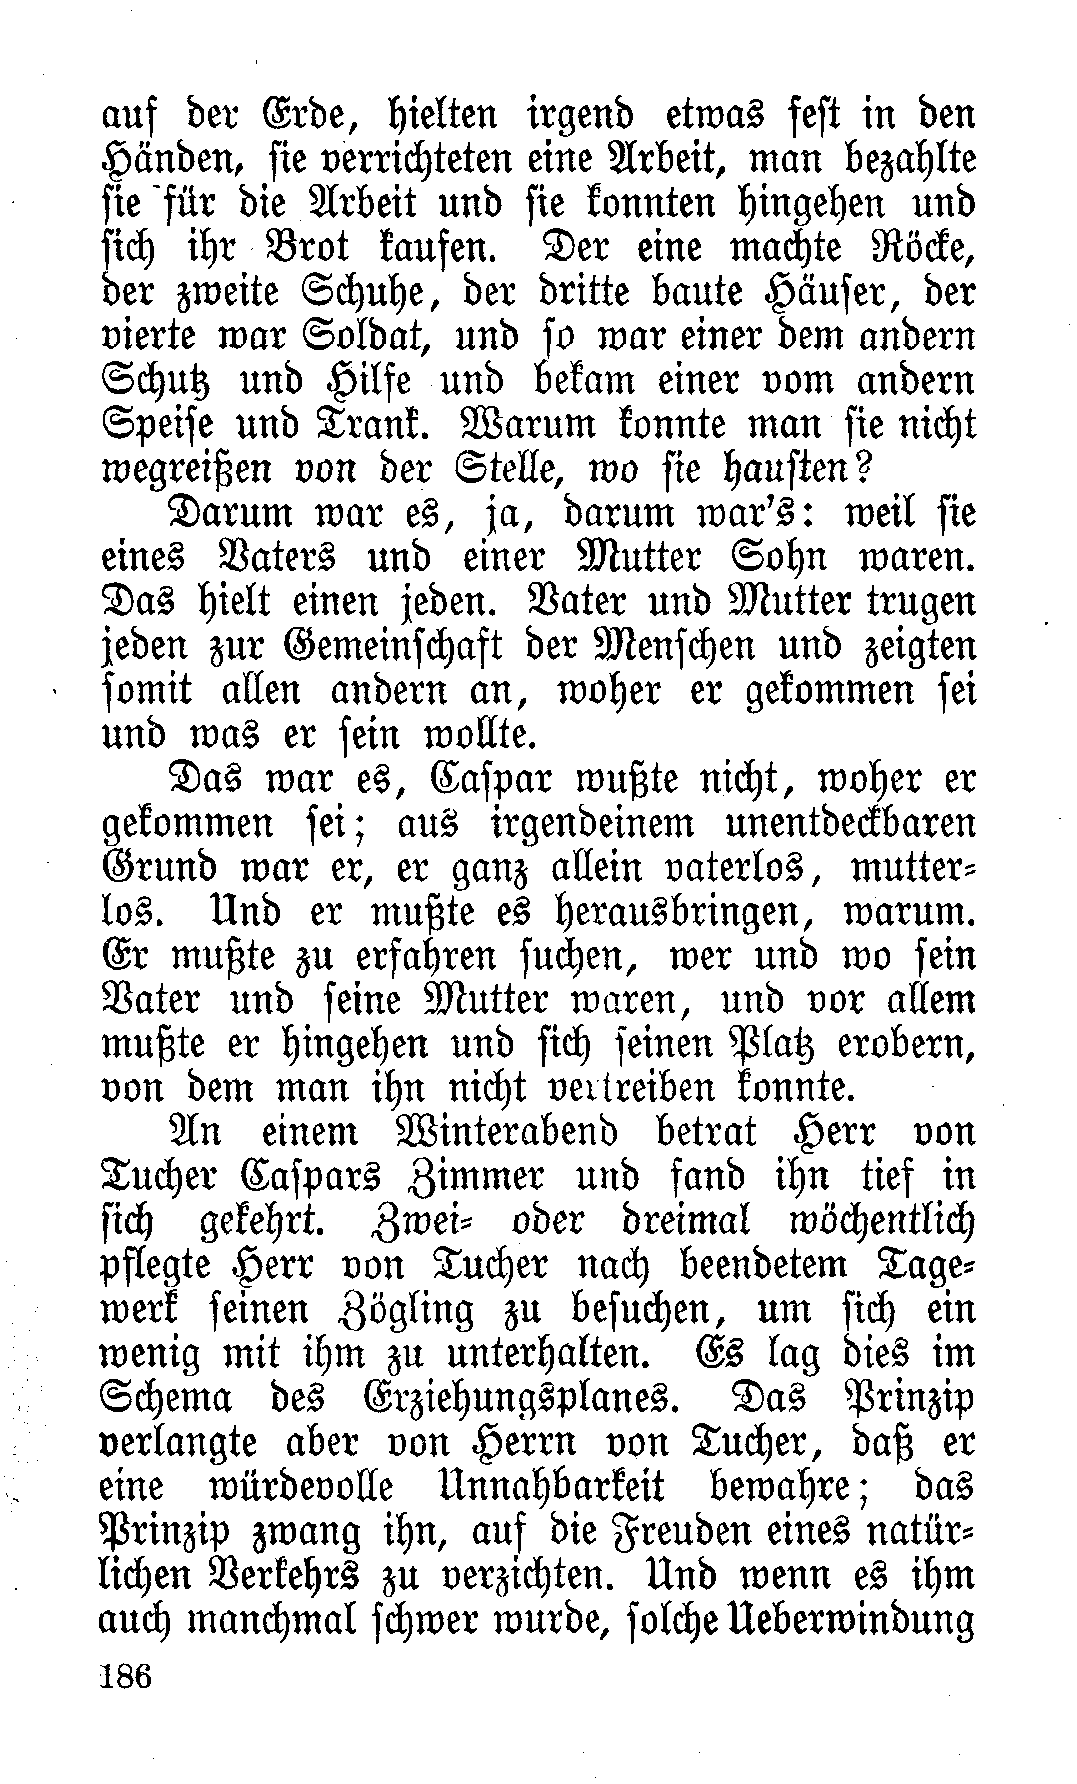 auf der Erde, hielten irgend etwas fest in den
Händen, sie verrichteten eine Arbeit, man bezahlte
sie für die Arbeit und sie konnten hingehen und
sich ihr Brot kaufen. Der eine machte Röcke,
der zweite Schuhe, der dritte baute Häuser, der
vierte war Soldat, und so war einer dem andern
Schutz und Hilfe und bekam einer vom andern
Speise und Trank. Warum konnte man sie nicht
wegreißen von der Stelle, wo sie hausten?
Darum war es, ja, darum war's: weil sie
eines Vaters und einer Mutter Sohn waren.
Das hielt einen jeden. Vater und Mutter trugen
jeden zur Gemeinschaft der Menschen und zeigten
somit allen andern an, woher er gekommen sei
und was er sein wollte.
Das war es, Caspar wußte nicht, woher er
gekommen sei; aus irgendeinem unentdeckbaren
Grund war er, er ganz allein vaterlos, mutter-
los. Und er mußte es herausbringen, warum.
Er mußte zu erfahren suchen, wer und wo sein
Vater und seine Mutter waren, und vor allem
mußte er hingehen und sich seinen Platz erobern,
von dem man ihn nicht vertreiben konnte.
An einem Winterabend betrat Herr von
Tucher Caspars Zimmer und fand ihn tief in
sich gekehrt. Zwei- oder dreimal wöchentlich
pflegte Herr von Tucher nach beendetem Tage-
werk seinen Zögling zu besuchen, um sich ein
wenig mit ihm zu unterhalten. Es lag dies im
Schema des Erziehungsplanes. Das Prinzip
verlangte aber von Herrn von Tucher, daß er
eine würdevolle Unnahbarkeit bewahre; das
Prinzip zwang ihn, auf die Freuden eines natür-
lichen Verkehrs zu verzichten. Und wenn es ihm
auch manchmal schwer wurde, solche Ueberwindung
186